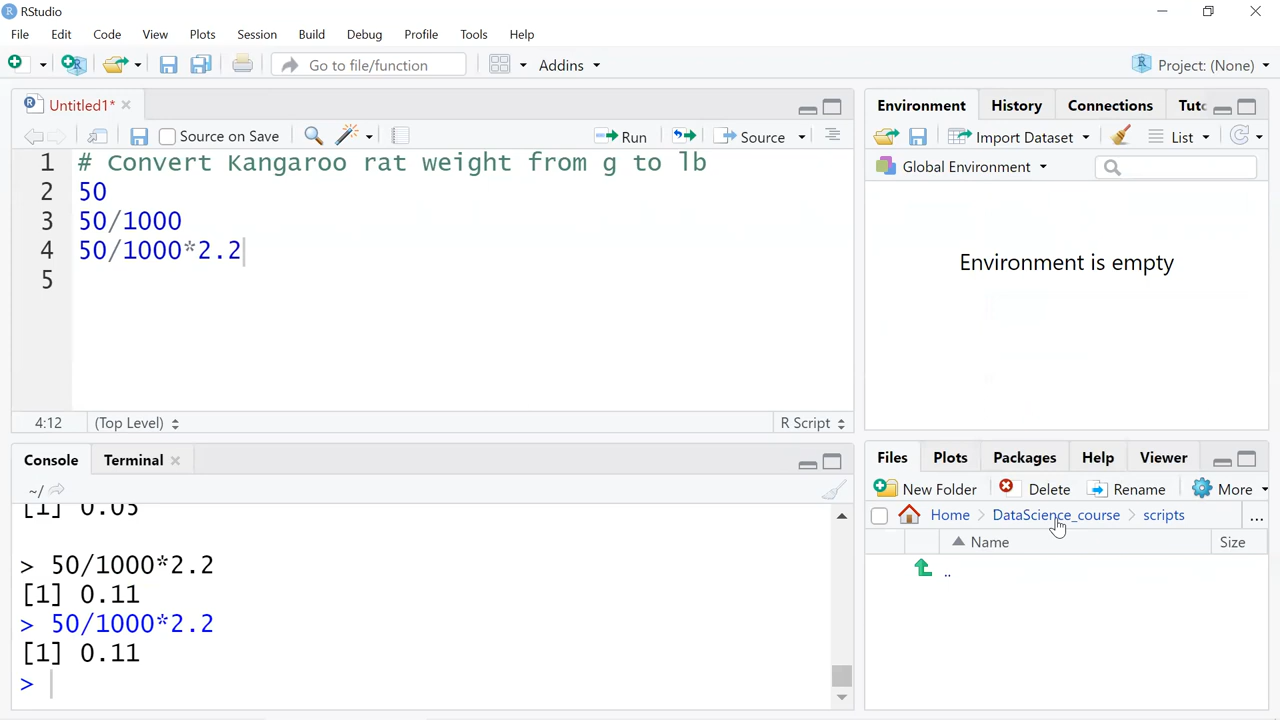 RStudio
File Edit Code View Plots Session Build Debug Profile Tools Help
Go to file/function Addins Project: (None)
Untitled1*
Source on Save Run Source
1 # Convert Kangaroo rat weight from g to lb
2 50
3 50/1000
4 50/1000*2.2
5
4:12 (Top Level) R Script
Console Terminal
~/
[1] 0.05
> 50/1000*2.2
[1] 0.11
> 50/1000*2.2
[1] 0.11
>
Environment History Connections Tuto
Import Dataset List
Global Environment
Environment is empty
Files Plots Packages Help Viewer
New Folder Delete Rename More
Home DataScience_course scripts ...
Name Size
..